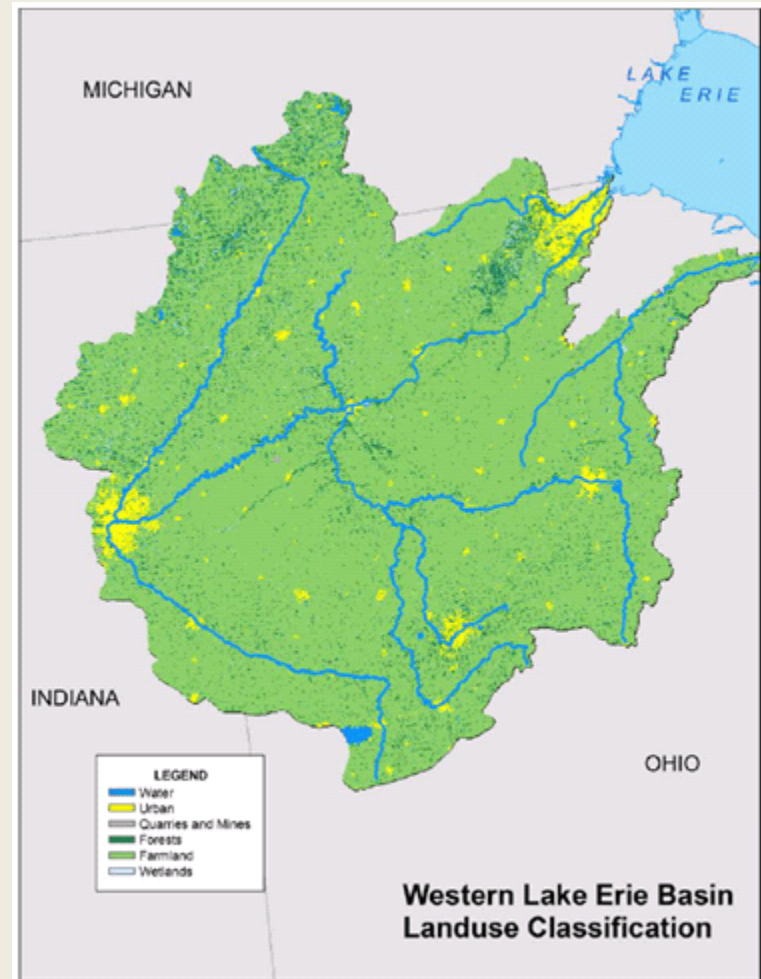 MICHIGAN
LAKE
ERIE
INDIANA
OHIO
LEGEND
Water
Urban
Quarries and Mines
Forests
Farmland
Wetlands
Western Lake Erie Basin
Landuse Classification